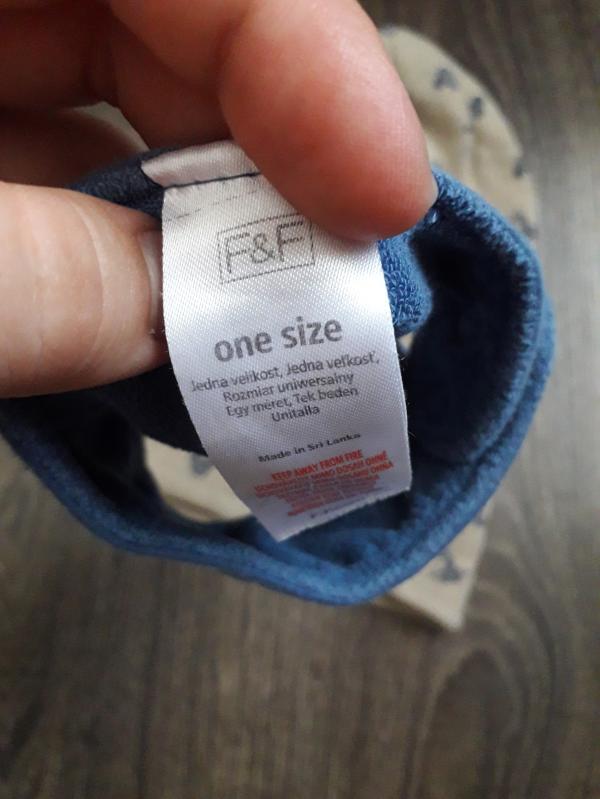 F&F
one size
Jedna velikost, Jedna veľkosť,
Rozmiar uniwersalny
Egy méret, Tek beden
Unitalla
Made in Sri Lanka
KEEP AWAY FROM FIRE